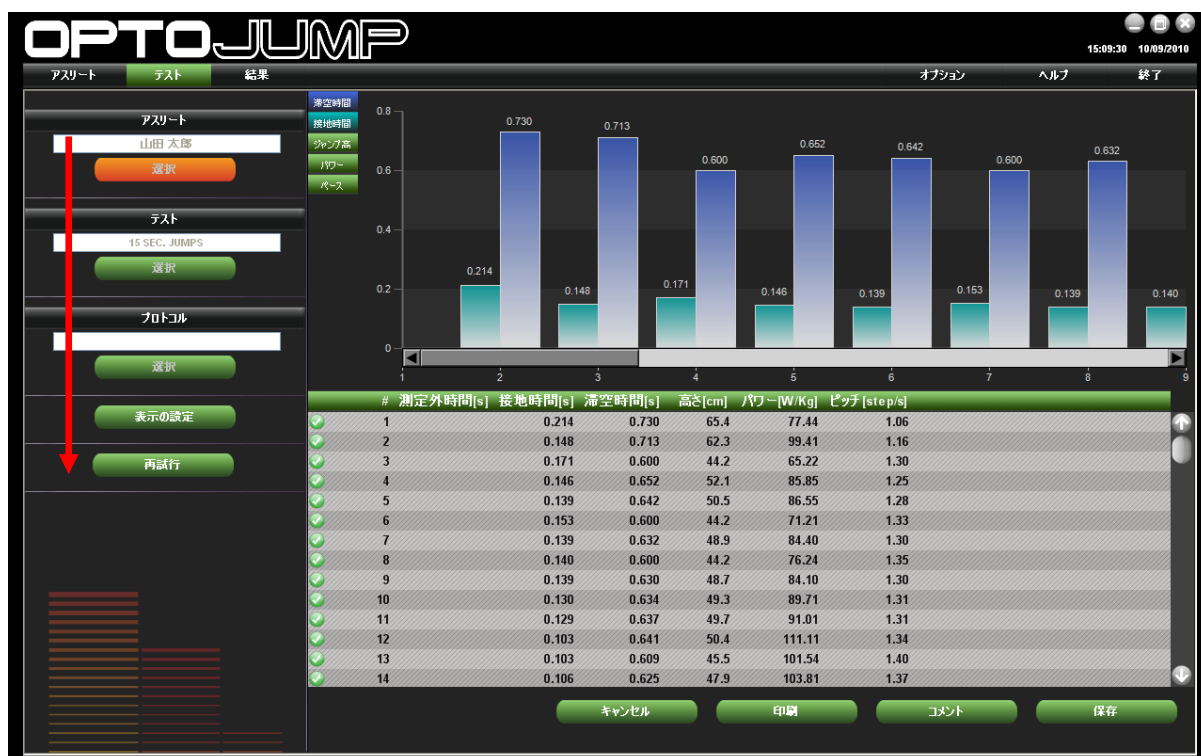 OPTOJUMP
15:09:30 10/09/2010
アスリート テスト 結果 オプション ヘルプ 終了
アスリート
山田 太郎
選択
テスト
15 SEC. JUMPS
選択
プロトコル
選択
表示の設定
再試行
滞空時間
接地時間
ジャンプ高
パワー
ペース
0.8
0.6
0.4
0.2
0
0.214 0.730 0.148 0.713 0.171 0.600 0.146 0.652 0.139 0.642 0.153 0.600 0.139 0.632 0.140
1 2 3 4 5 6 7 8 9
# 測定外時間[s] 接地時間[s] 滞空時間[s] 高さ[cm] パワー[W/Kg] ピッチ[step/s]
1 0.214 0.730 65.4 77.44 1.06
2 0.148 0.713 62.3 99.41 1.16
3 0.171 0.600 44.2 65.22 1.30
4 0.146 0.652 52.1 85.85 1.25
5 0.139 0.642 50.5 86.55 1.28
6 0.153 0.600 44.2 71.21 1.33
7 0.139 0.632 48.9 84.40 1.30
8 0.140 0.600 44.2 76.24 1.35
9 0.139 0.630 48.7 84.10 1.30
10 0.130 0.634 49.3 89.71 1.31
11 0.129 0.637 49.7 91.01 1.31
12 0.103 0.641 50.4 111.11 1.34
13 0.103 0.609 45.5 101.54 1.40
14 0.106 0.625 47.9 103.81 1.37
キャンセル 印刷 コメント 保存